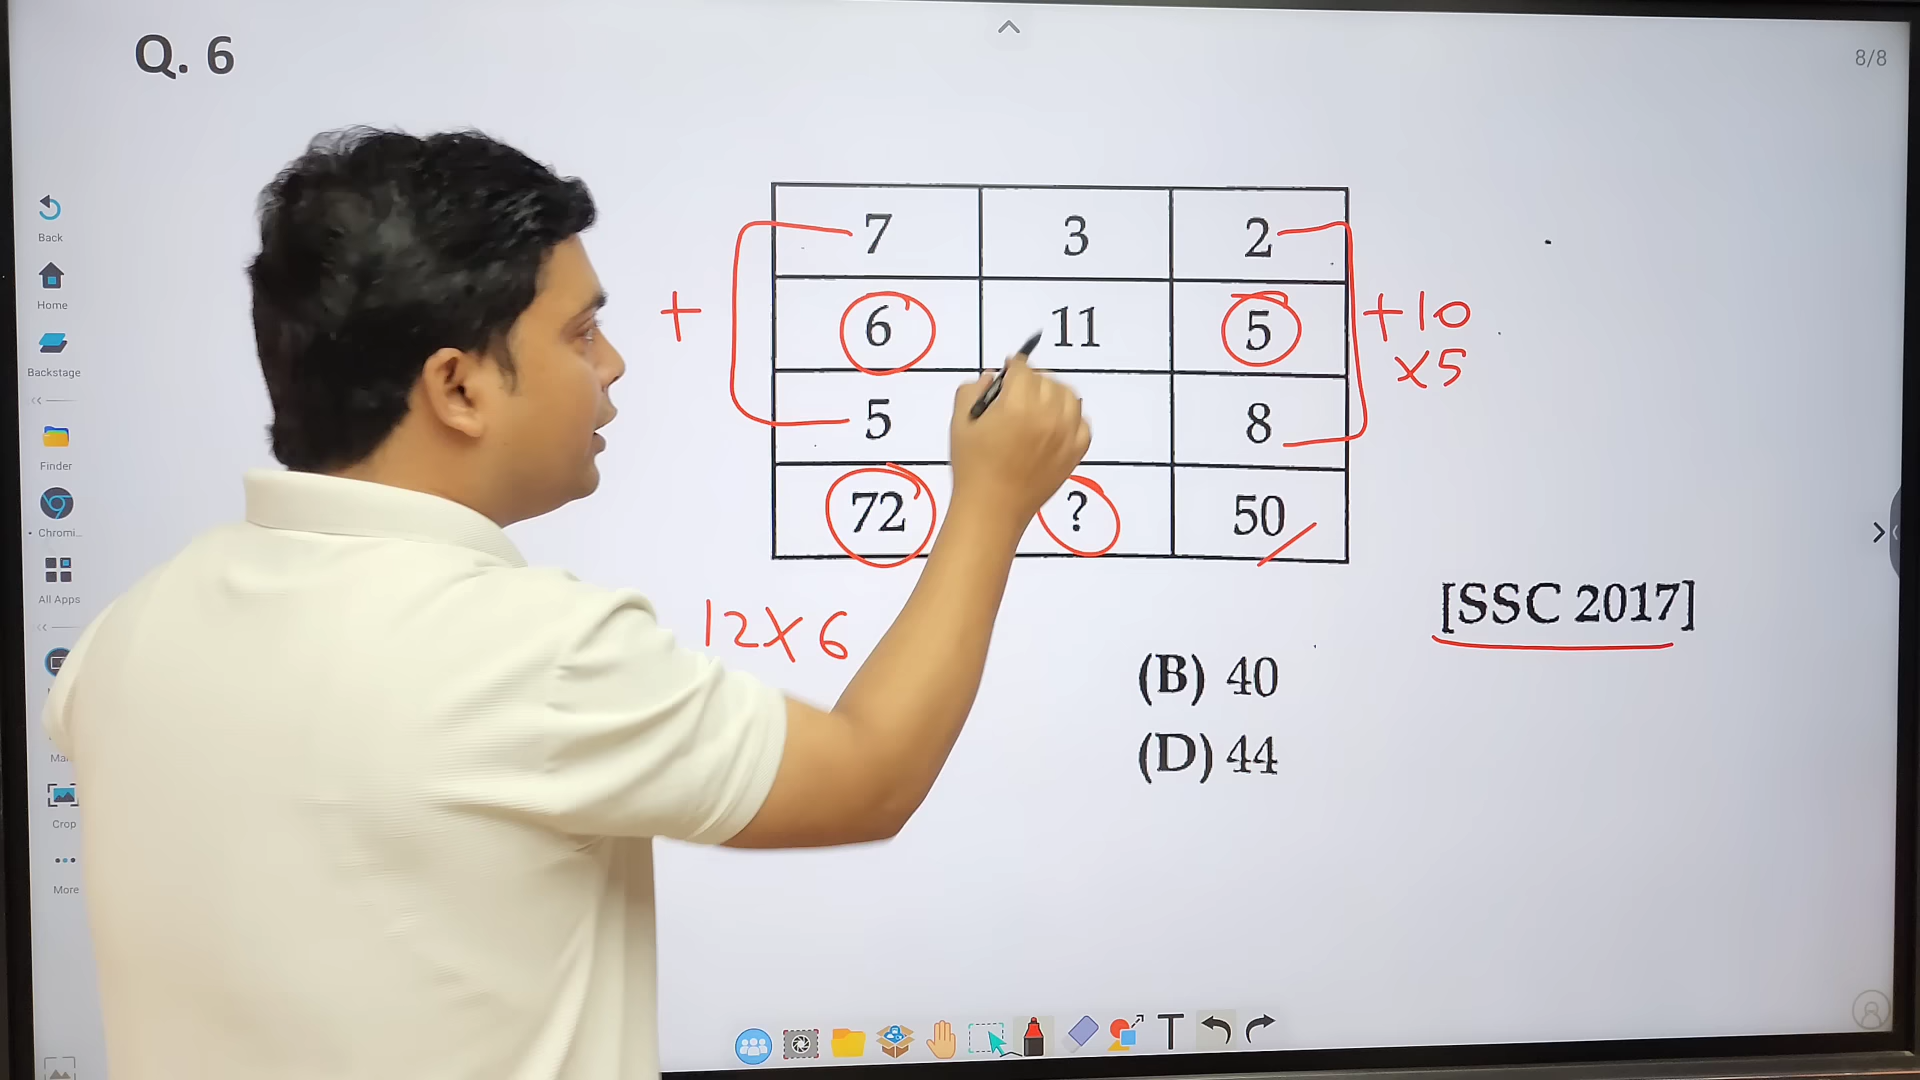 Q. 6
8/8
7 3 2
6 11 5
5 8
72 ? 50
+
+10
×5
12×6
[SSC 2017]
(B) 40
(D) 44
Back
Home
Backstage
Finder
Chromi...
All Apps
Crop
More
T